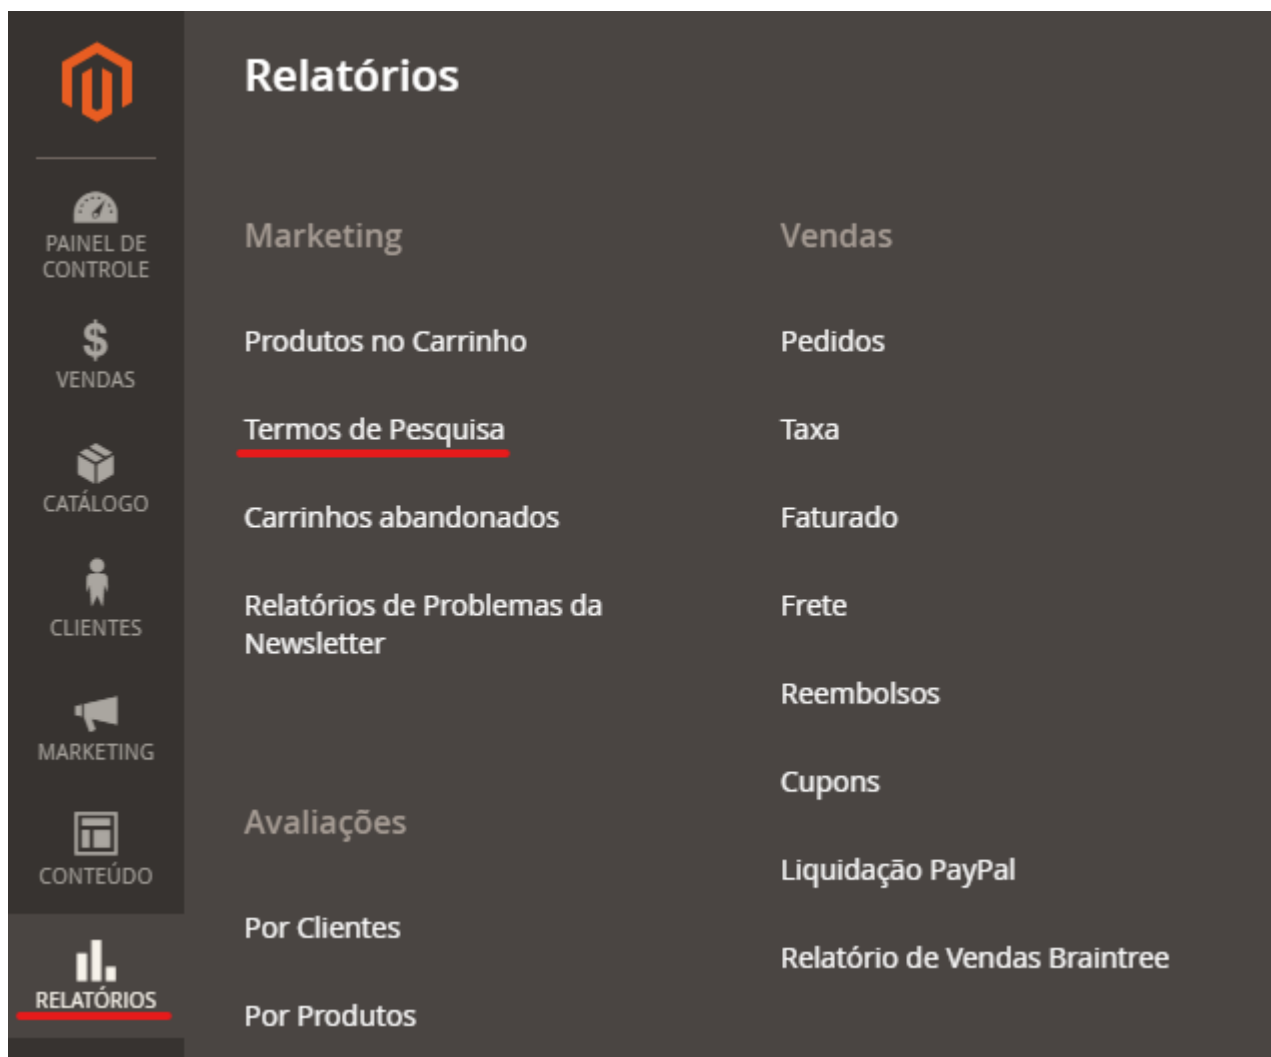 PAINEL DE
CONTROLE
VENDAS
CATÁLOGO
CLIENTES
MARKETING
CONTEÚDO
RELATÓRIOS
Relatórios
Marketing
Produtos no Carrinho
Termos de Pesquisa
Carrinhos abandonados
Relatórios de Problemas da
Newsletter
Avaliações
Por Clientes
Por Produtos
Vendas
Pedidos
Taxa
Faturado
Frete
Reembolsos
Cupons
Liquidação PayPal
Relatório de Vendas Braintree